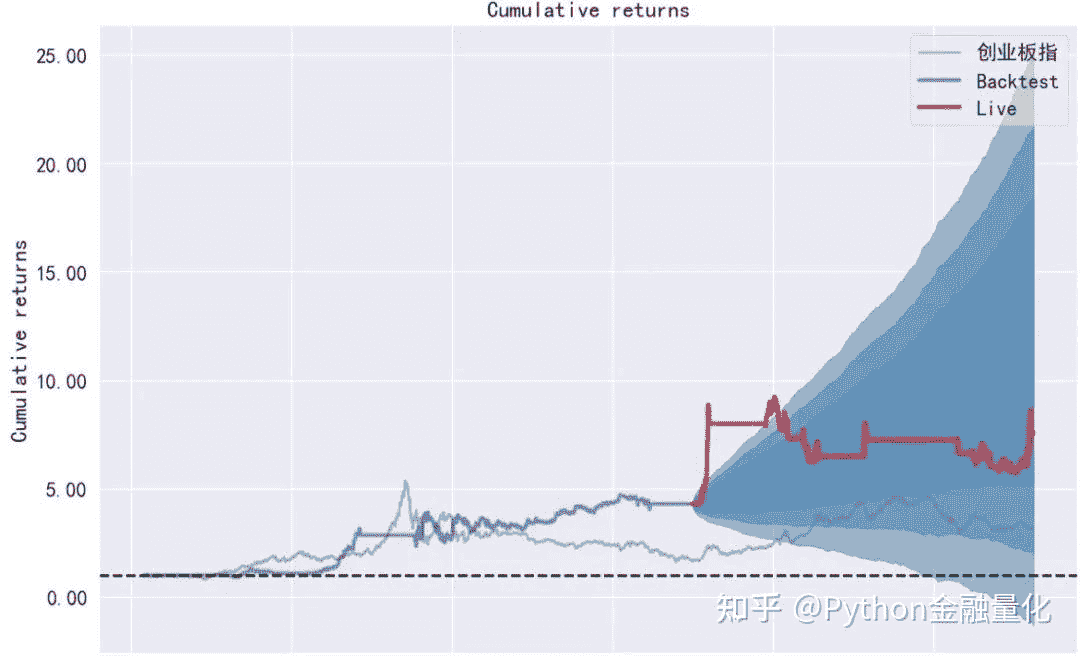 Cumulative returns
25.00
20.00
15.00
10.00
5.00
0.00
Cumulative returns
创业板指
Backtest
Live
知乎 @Python金融量化